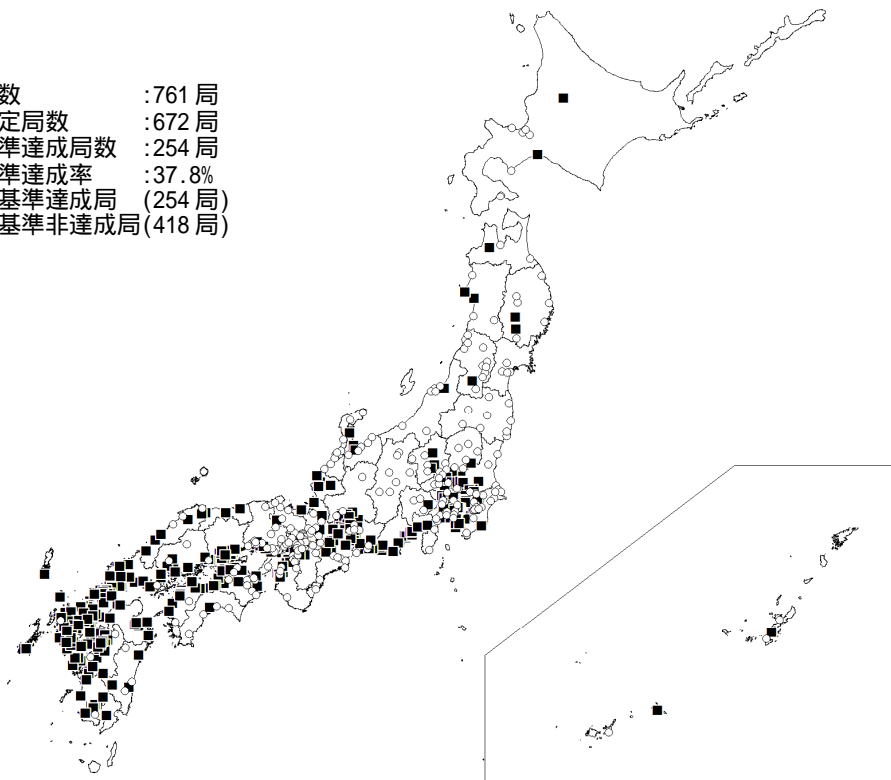 数 :761 局
定局数 :672 局
準達成局数 :254 局
準達成率 :37.8%
基準達成局 (254 局)
基準非達成局(418 局)